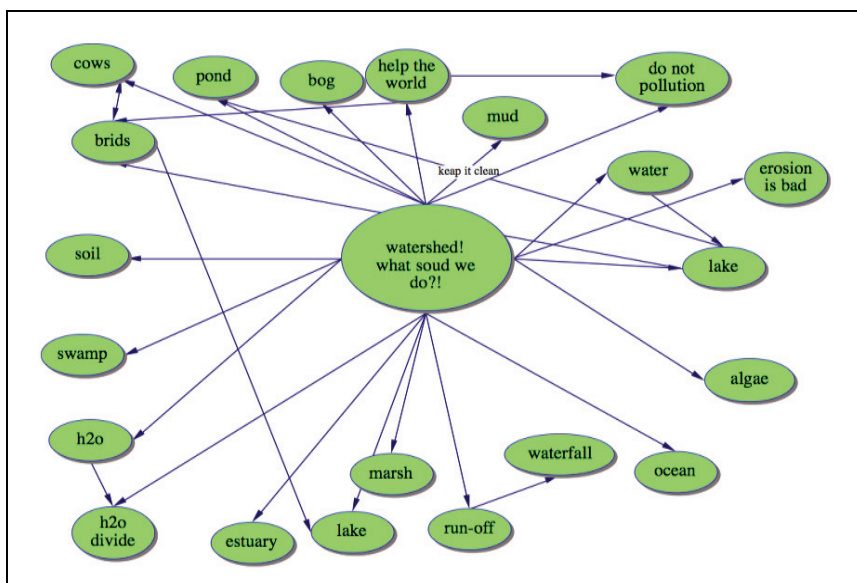 cows
pond
bog
help the
world
do not
pollution
mud
brids
keap it clean
water
erosion
is bad
watershed!
what soud we
do?!
soil
lake
swamp
algae
h2o
marsh
waterfall
ocean
h2o
divide
estuary
lake
run-off